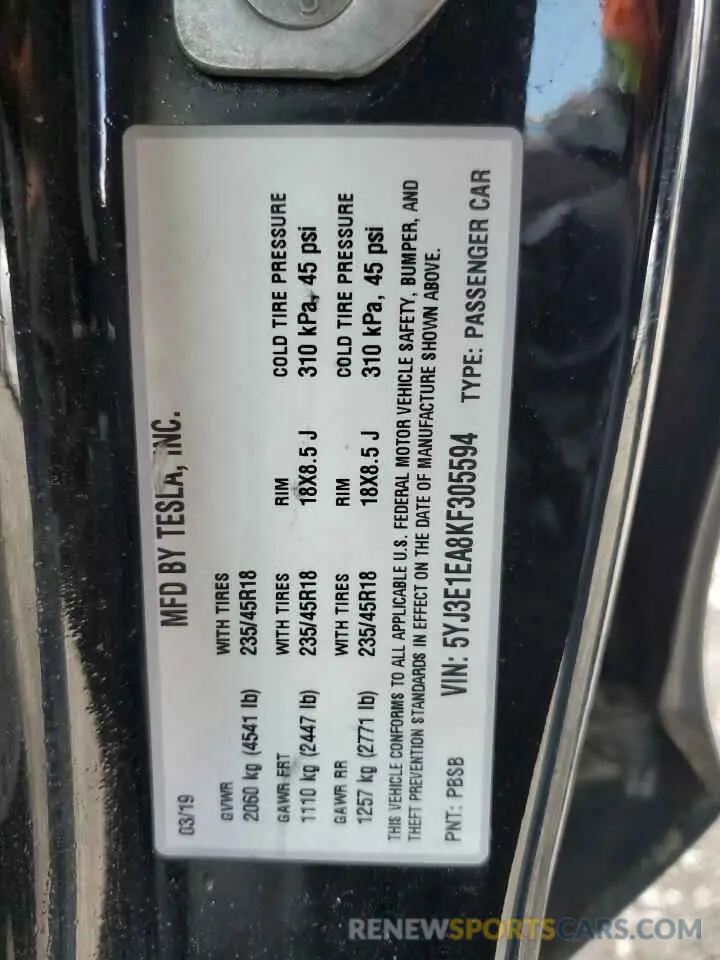 MFD BY TESLA, INC.
03/19
GVWR WITH TIRES
2060 kg (4541 lb) 235/45R18
GAWR FRT WITH TIRES RIM COLD TIRE PRESSURE
1110 kg (2447 lb) 235/45R18 18X8.5 J 310 kPa, 45 psi
GAWR RR WITH TIRES RIM COLD TIRE PRESSURE
1257 kg (2771 lb) 235/45R18 18X8.5 J 310 kPa, 45 psi
THIS VEHICLE CONFORMS TO ALL APPLICABLE U.S. FEDERAL MOTOR VEHICLE SAFETY, BUMPER, AND
THEFT PREVENTION STANDARDS IN EFFECT ON THE DATE OF MANUFACTURE SHOWN ABOVE.
PNT: PBSB VIN: 5YJ3E1EA8KF305594 TYPE: PASSENGER CAR
RENEWSPORTSCARS.COM